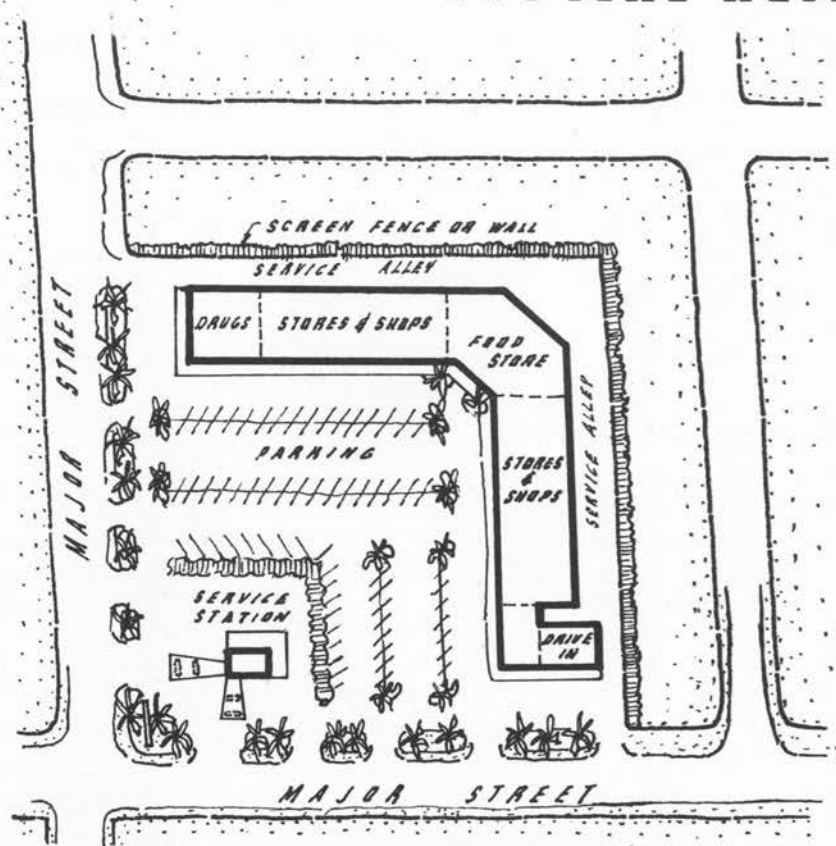 SCREEN FENCE OR WALL
SERVICE ALLEY
DRUGS
STORES & SHOPS
FOOD
STORE
MAJOR STREET
PARKING
STORES
&
SHOPS
SERVICE ALLEY
SERVICE
STATION
DRIVE
IN
MAJOR STREET